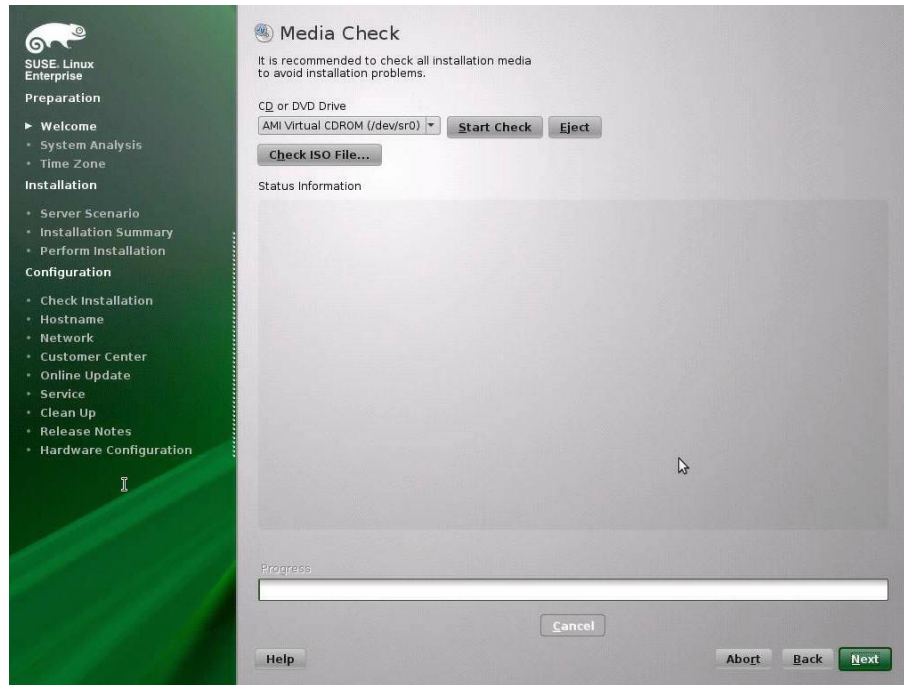 SUSE. Linux
Enterprise
Preparation
Welcome
System Analysis
Time Zone
Installation
Server Scenario
Installation Summary
Perform Installation
Configuration
Check Installation
Hostname
Network
Customer Center
Online Update
Service
Clean Up
Release Notes
Hardware Configuration
Media Check
It is recommended to check all installation media
to avoid installation problems.
CD or DVD Drive
AMI Virtual CDROM (/dev/sr0) Start Check Eject
Check ISO File...
Status Information
Progress
Cancel
Help Abort Back Next